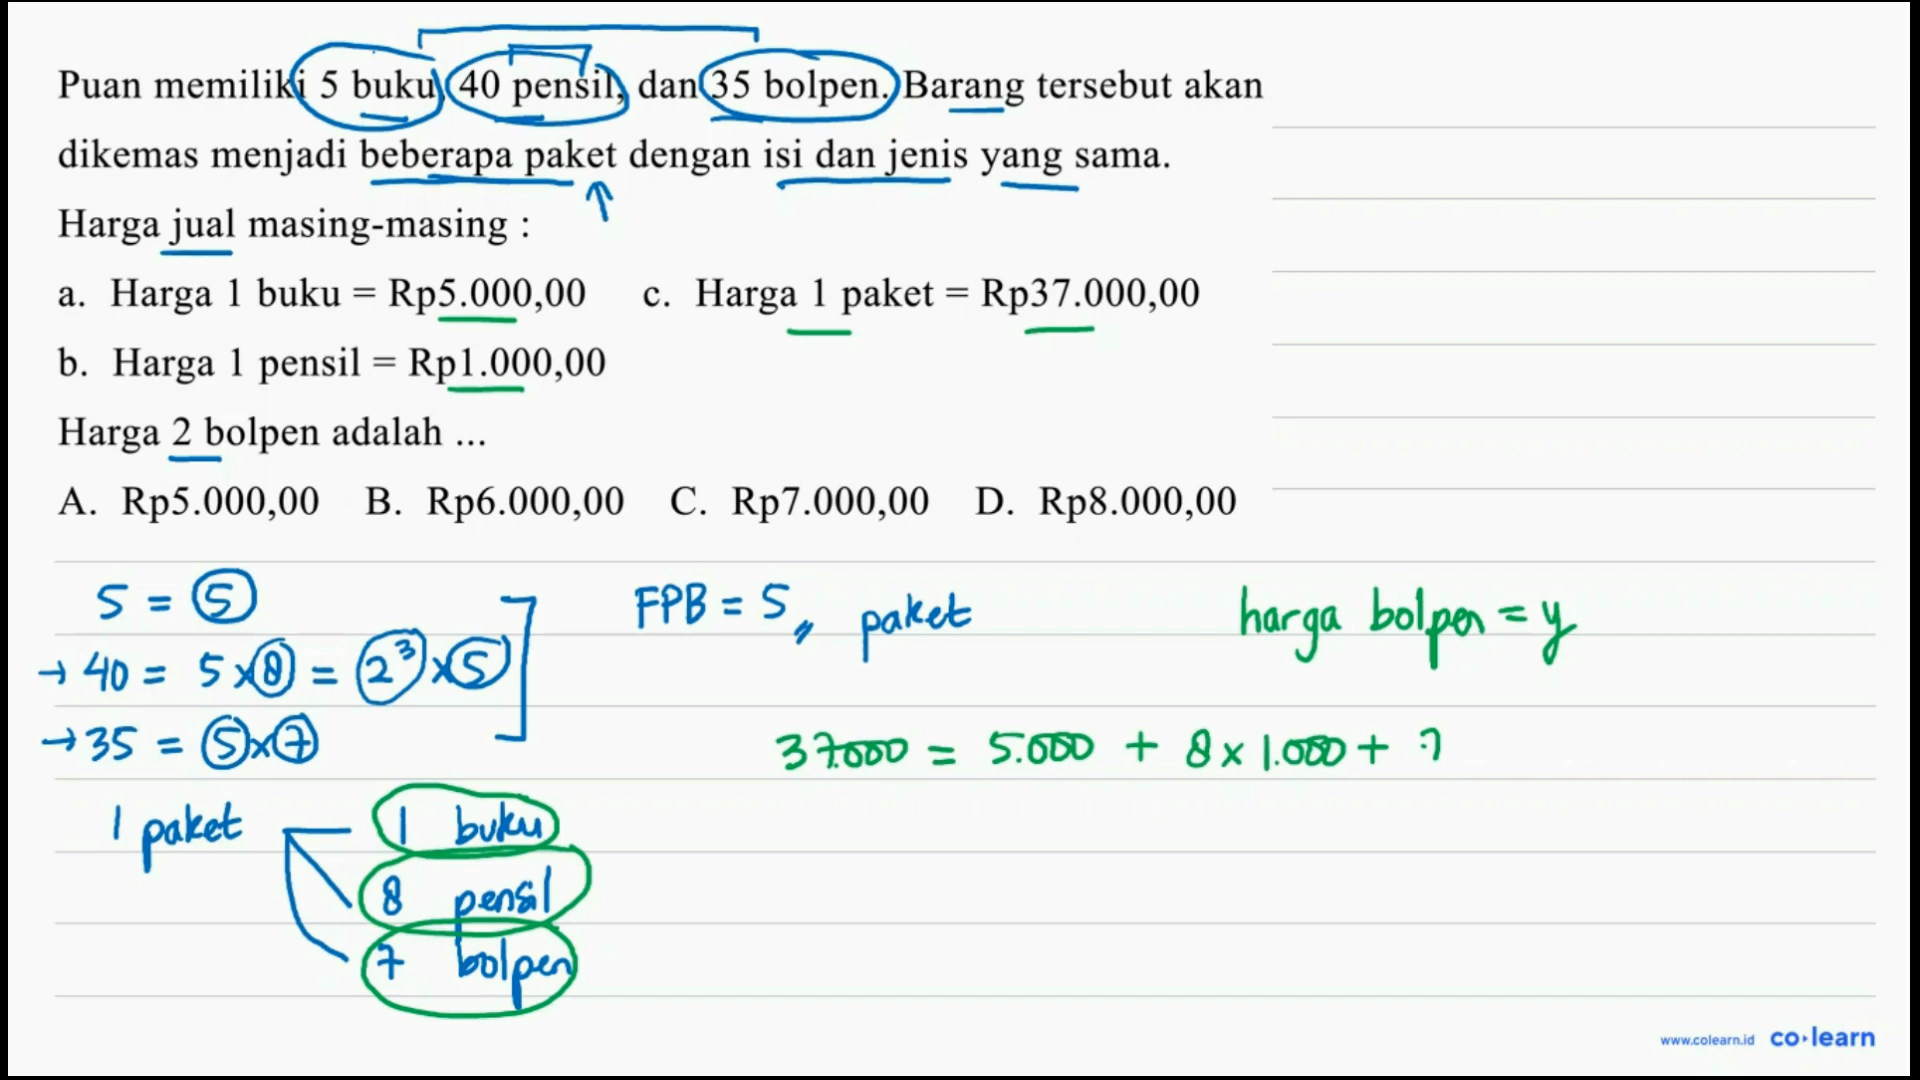 Puan memiliki 5 buku, 40 pensil, dan 35 bolpen. Barang tersebut akan
dikemas menjadi beberapa paket dengan isi dan jenis yang sama.
Harga jual masing-masing :
a. Harga 1 buku = Rp5.000,00 c. Harga 1 paket = Rp37.000,00
b. Harga 1 pensil = Rp1.000,00
Harga 2 bolpen adalah ...
A. Rp5.000,00 B. Rp6.000,00 C. Rp7.000,00 D. Rp8.000,00
5 = 5
→ 40 = 5 x 8 = 2³ x 5
→ 35 = 5 x 7
FPB = 5 paket
harga bolpen = y
37.000 = 5.000 + 8 x 1.000 +
1 paket
1 buku
8 pensil
7 bolpen
www.colearn.id co·learn